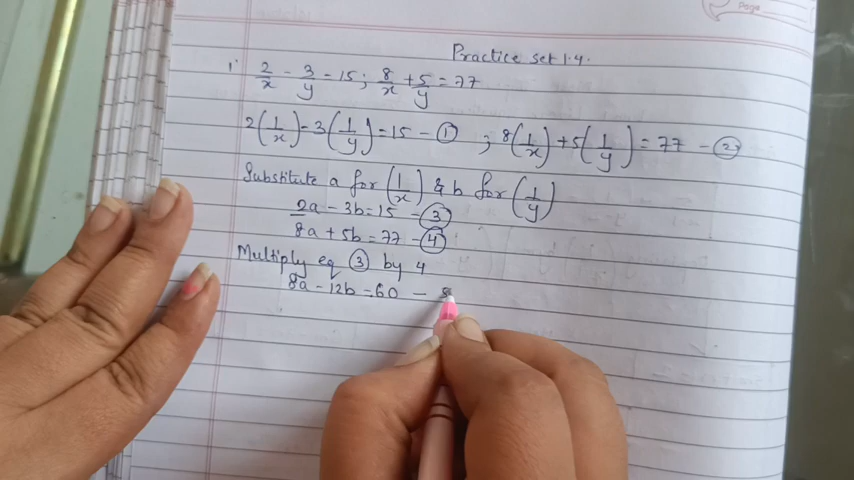 Page
Practice set 1.4.
1. 2/x - 3/y = 15 ; 8/x + 5/y = 77
2(1/x) - 3(1/y) = 15 - ① ; 8(1/x) + 5(1/y) = 77 - ②
Substitute a for (1/x) & b for (1/y)
2a - 3b = 15 - ③
8a + 5b = 77 - ④
Multiply eq ③ by 4
8a - 12b = 60 - 5